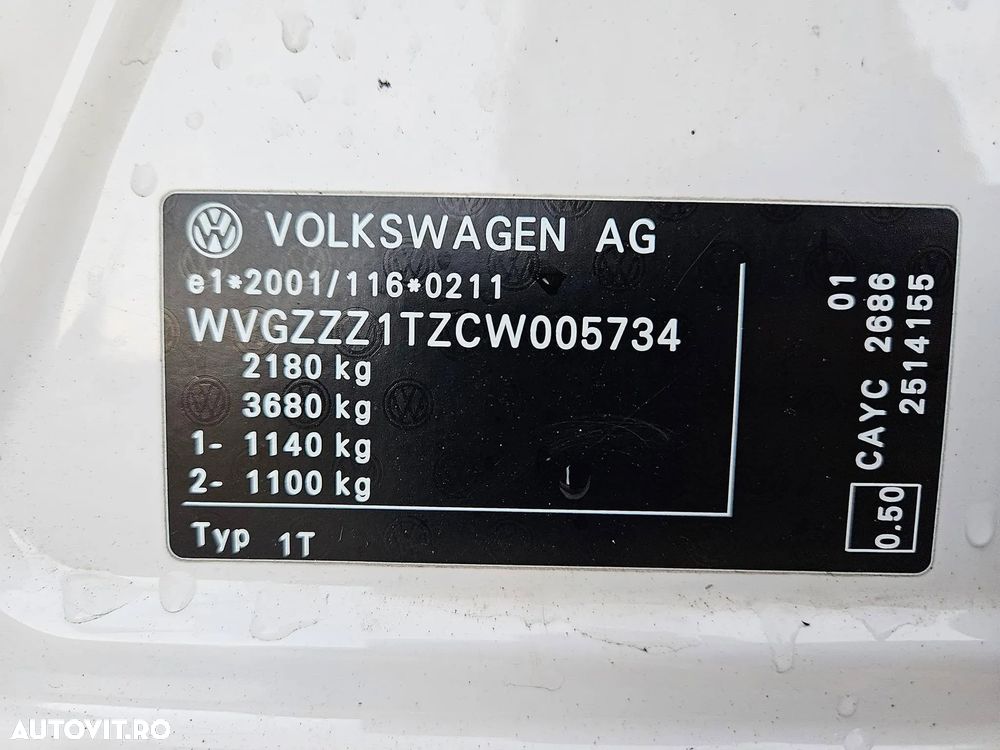 VOLKSWAGEN AG
e1*2001/116*0211
WVGZZZ1TZCW005734
2180 kg
3680 kg
1- 1140 kg
2- 1100 kg
Typ 1T
01
0.50 CAYC 2686
2514155
AUTOVIT.RO